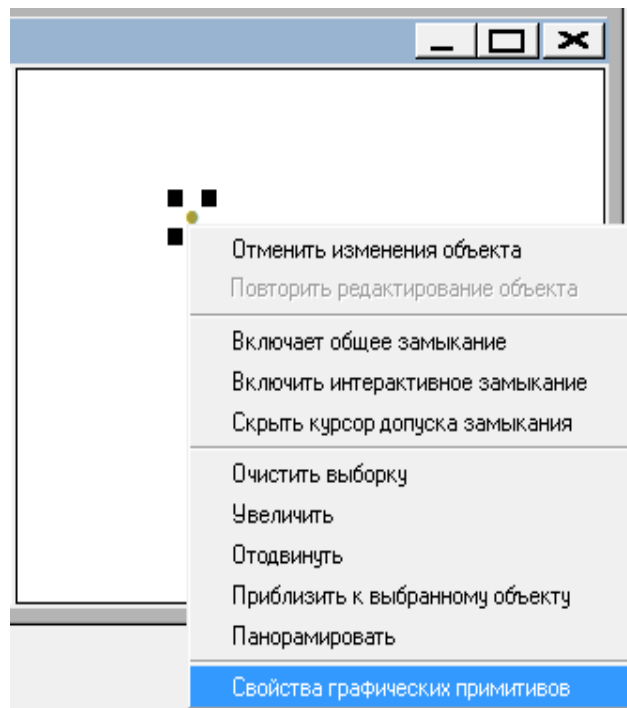 Отменить изменения объекта
Повторить редактирование объекта
Включает общее замыкание
Включить интерактивное замыкание
Скрыть курсор допуска замыкания
Очистить выборку
Увеличить
Отодвинуть
Приблизить к выбранному объекту
Панорамировать
Свойства графических примитивов